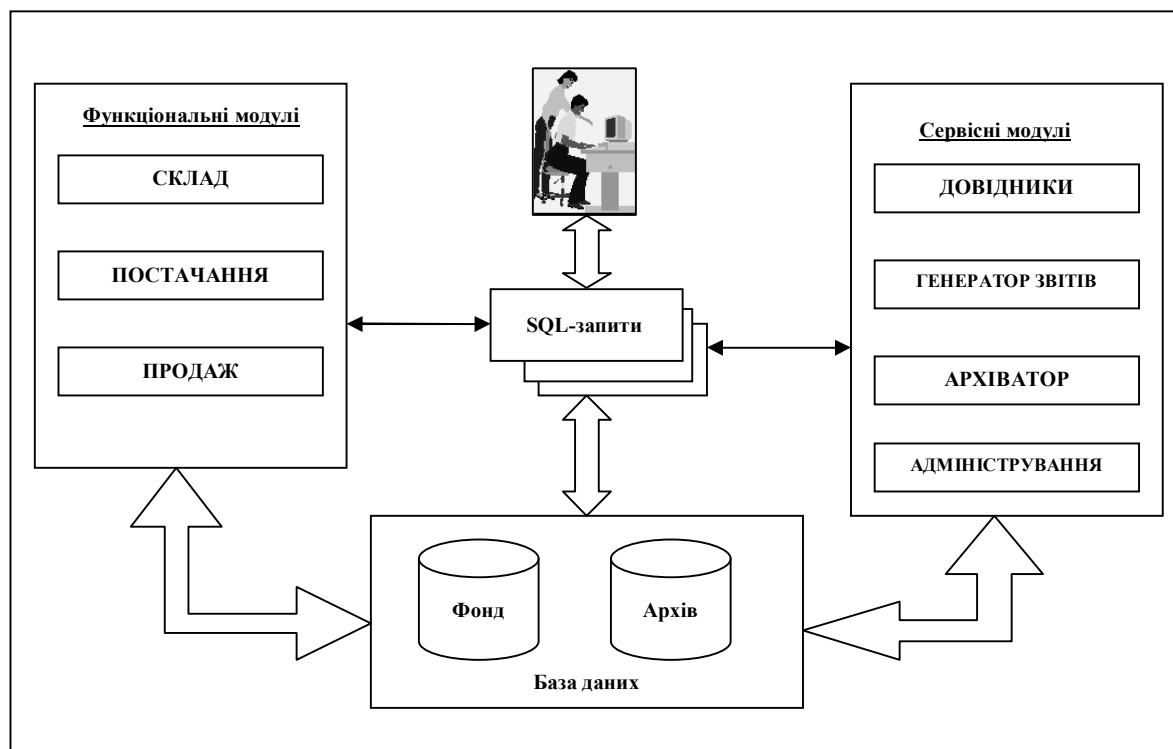 Функціональні модулі
СКЛАД
ПОСТАЧАННЯ
ПРОДАЖ
SQL-запити
Сервісні модулі
ДОВІДНИКИ
ГЕНЕРАТОР ЗВІТІВ
АРХІВАТОР
АДМІНІСТРУВАННЯ
Фонд
Архів
База даних